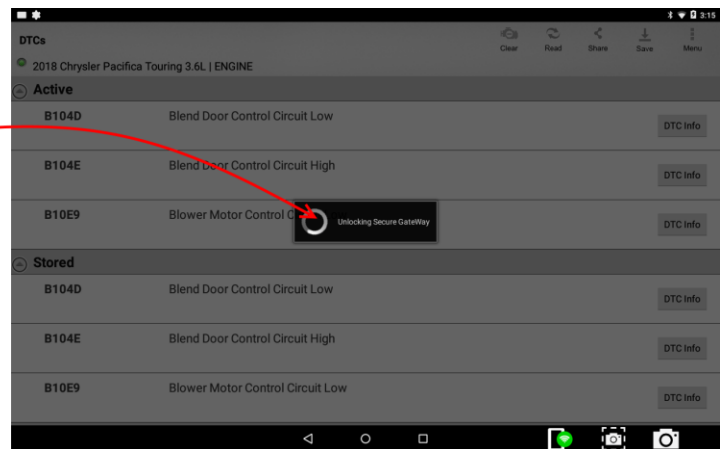 3:15
DTCs
Clear Read Share Save Menu
2018 Chrysler Pacifica Touring 3.6L | ENGINE
Active
B104D Blend Door Control Circuit Low DTC Info
B104E Blend Door Control Circuit High DTC Info
B10E9 Blower Motor Control C DTC Info
Unlocking Secure GateWay
Stored
B104D Blend Door Control Circuit Low DTC Info
B104E Blend Door Control Circuit High DTC Info
B10E9 Blower Motor Control Circuit Low DTC Info